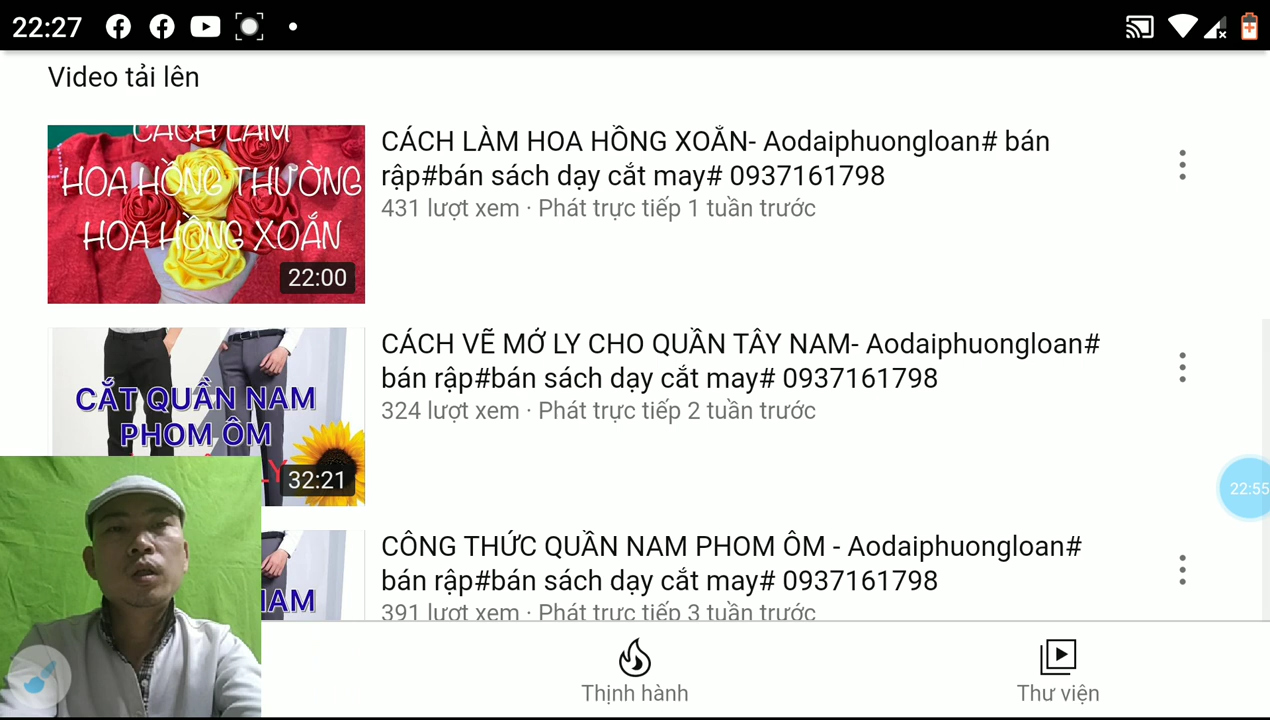 22:27
Video tải lên
CÁCH LÀM
HOA HỒNG THƯỜNG
HOA HỒNG XOẮN
22:00
CÁCH LÀM HOA HỒNG XOẮN- Aodaiphuongloan# bán
rập#bán sách dạy cắt may# 0937161798
431 lượt xem · Phát trực tiếp 1 tuần trước
CẮT QUẦN NAM
PHOM ÔM
LY
32:21
CÁCH VẼ MỚ LY CHO QUẦN TÂY NAM- Aodaiphuongloan#
bán rập#bán sách dạy cắt may# 0937161798
324 lượt xem · Phát trực tiếp 2 tuần trước
22:55
NAM
CÔNG THỨC QUẦN NAM PHOM ÔM - Aodaiphuongloan#
bán rập#bán sách dạy cắt may# 0937161798
391 lượt xem · Phát trực tiếp 3 tuần trước
Thịnh hành
Thư viện